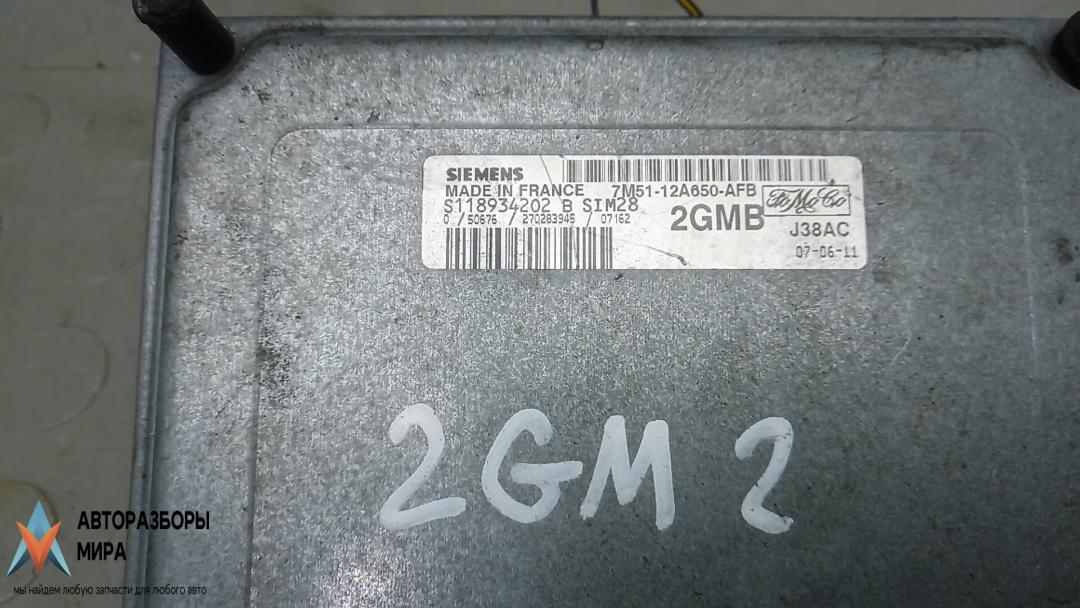 SIEMENS
MADE IN FRANCE 7M51-12A650-AFB
S118934202 B SIM28
0 / 50676 / 270283945 / 07162
2GMB
FoMoCo
J38AC
07-06-11
2GM 2
АВТОРАЗБОРЫ
МИРА
мы найдем любую запчасти для любого авто